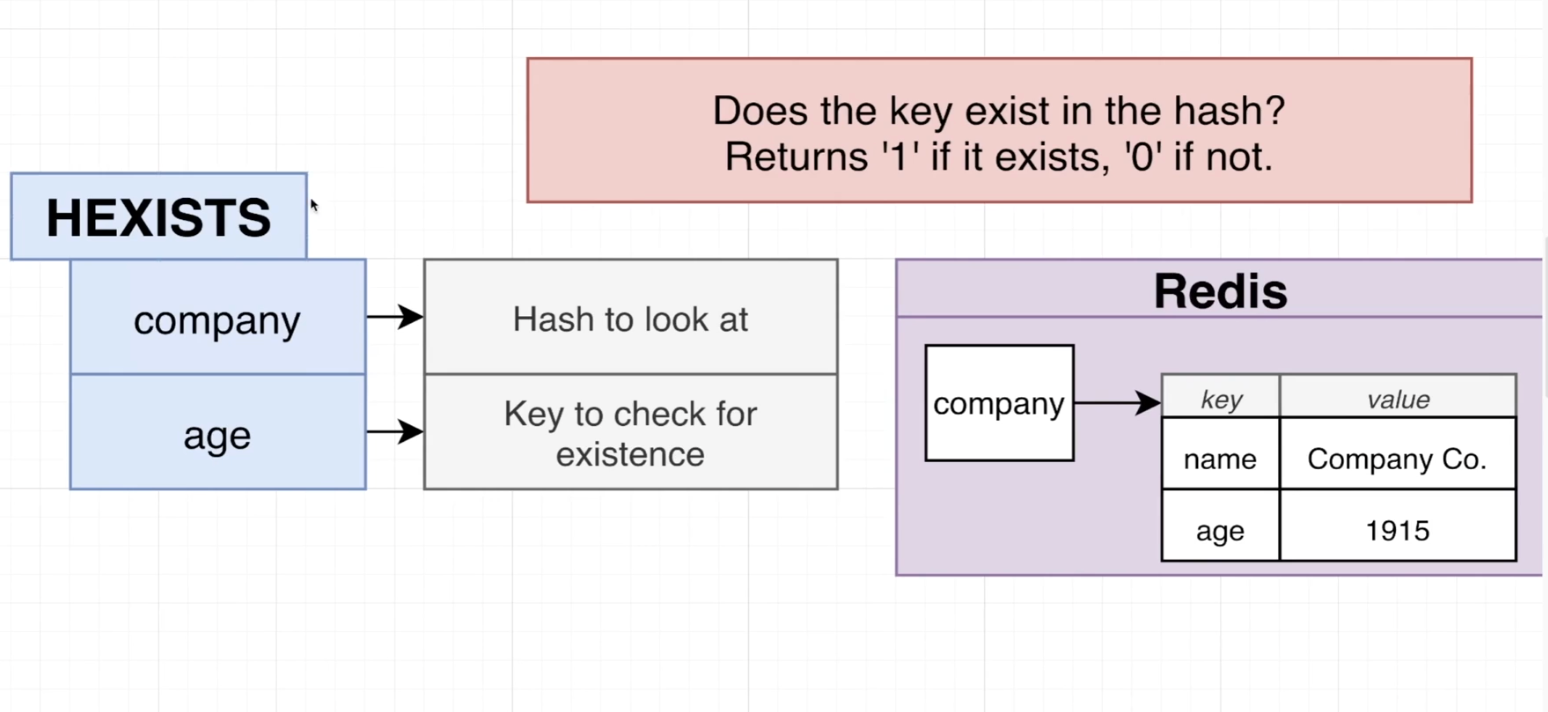 Does the key exist in the hash?
Returns '1' if it exists, '0' if not.
HEXISTS
company
Hash to look at
age
Key to check for
existence
Redis
company
key value
name Company Co.
age 1915